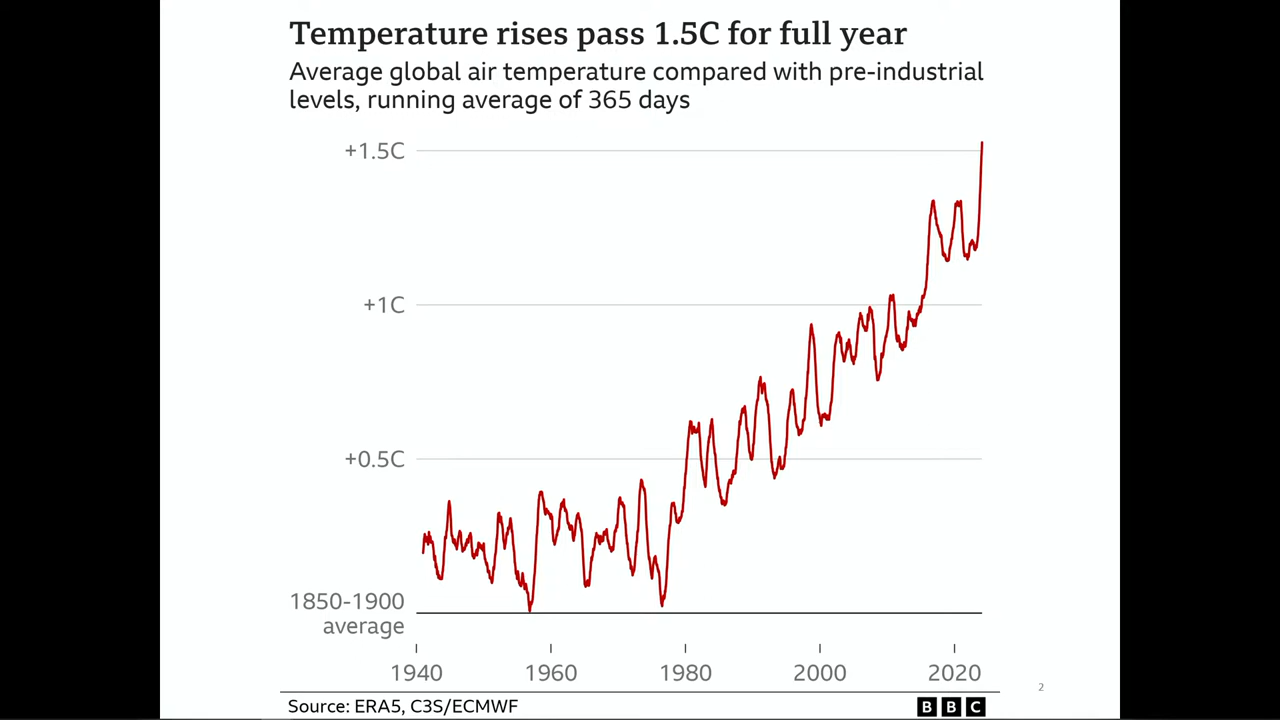 Temperature rises pass 1.5C for full year
Average global air temperature compared with pre-industrial
levels, running average of 365 days
+1.5C
+1C
+0.5C
1850-1900
average
1940 1960 1980 2000 2020
2
Source: ERA5, C3S/ECMWF
BBC